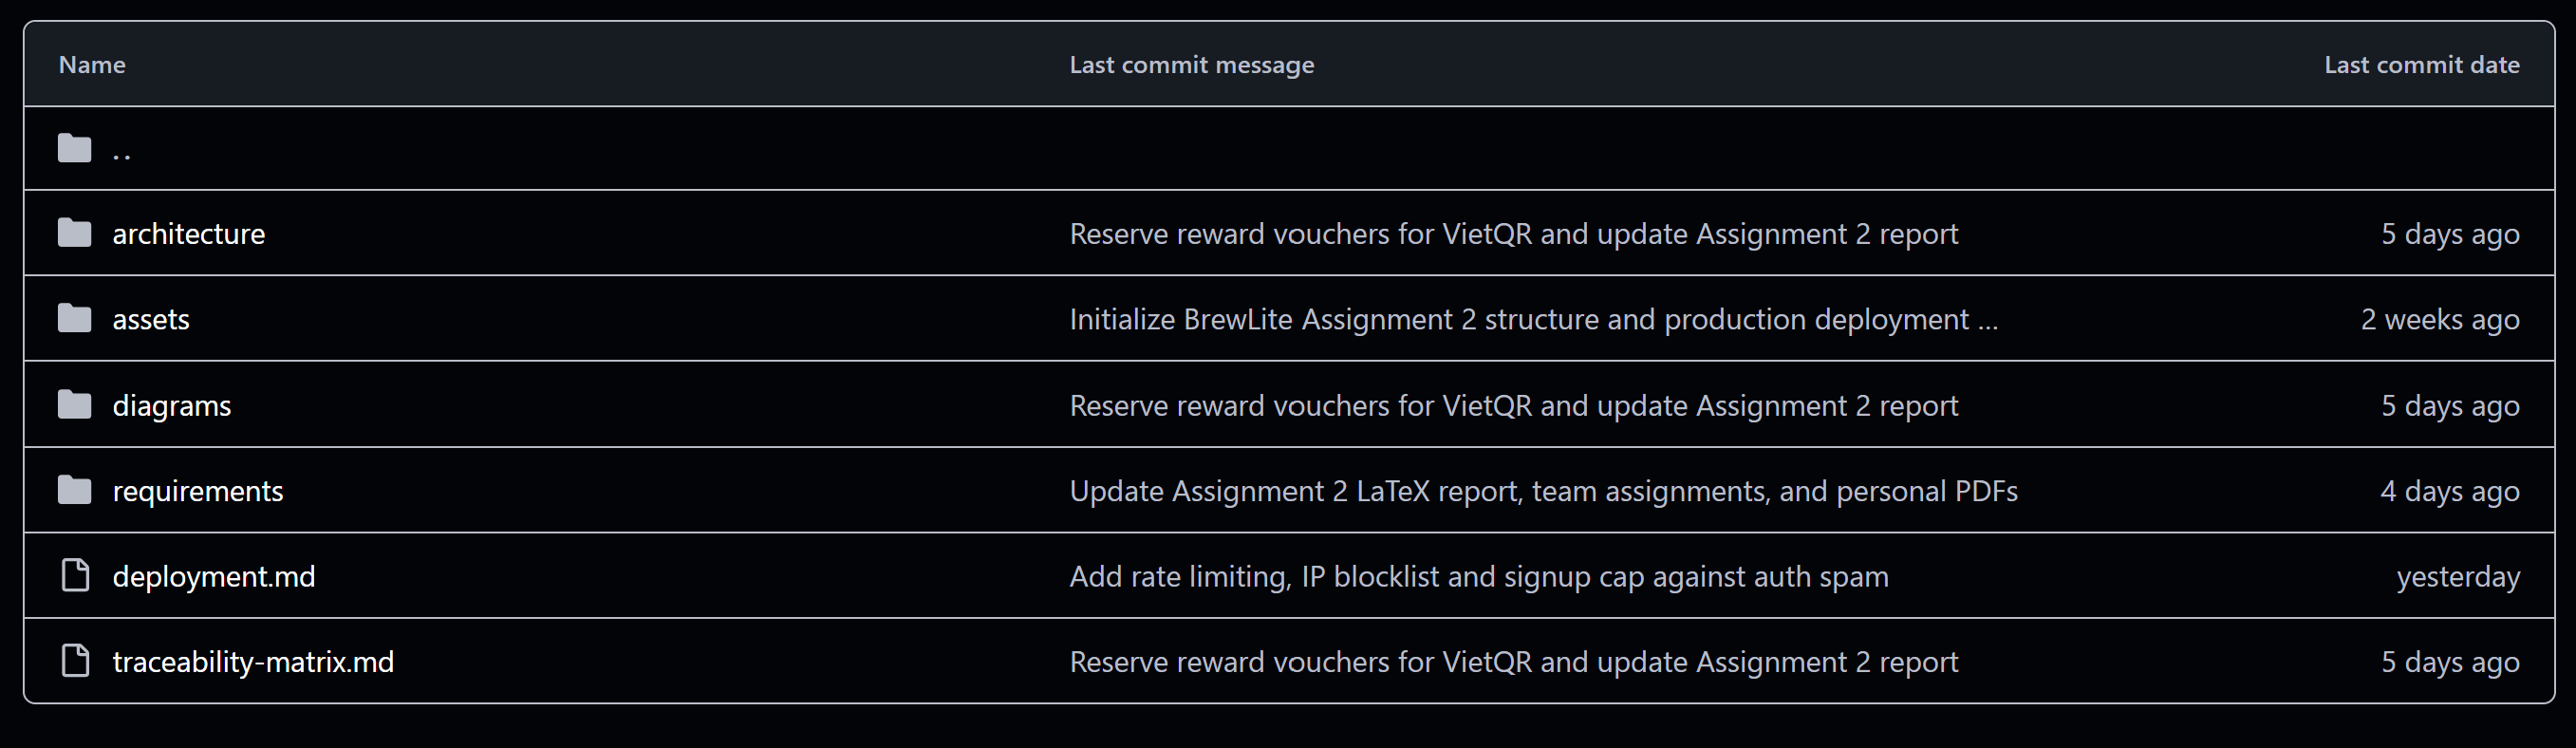 Name Last commit message Last commit date
..
architecture Reserve reward vouchers for VietQR and update Assignment 2 report 5 days ago
assets Initialize BrewLite Assignment 2 structure and production deployment ... 2 weeks ago
diagrams Reserve reward vouchers for VietQR and update Assignment 2 report 5 days ago
requirements Update Assignment 2 LaTeX report, team assignments, and personal PDFs 4 days ago
deployment.md Add rate limiting, IP blocklist and signup cap against auth spam yesterday
traceability-matrix.md Reserve reward vouchers for VietQR and update Assignment 2 report 5 days ago